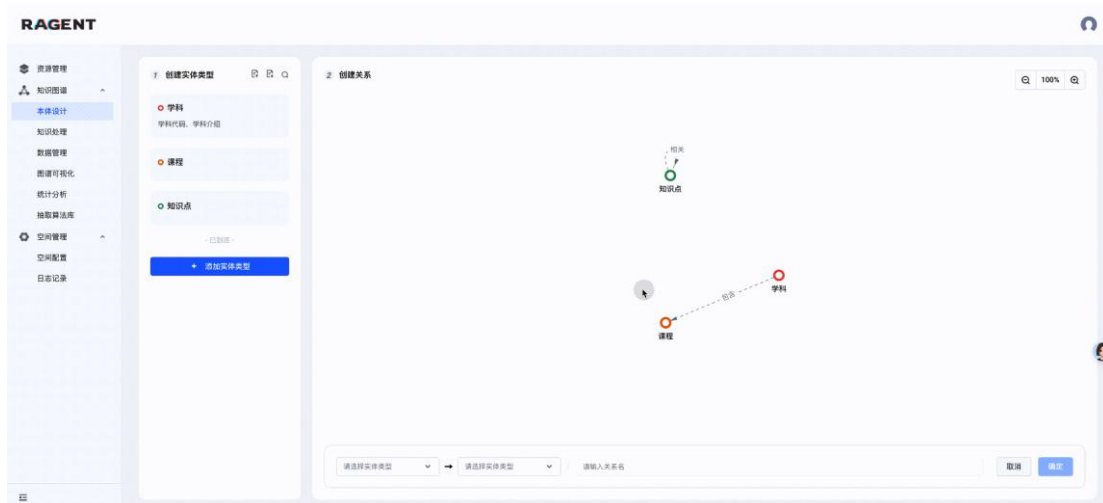 RAGENT
资源管理
知识图谱
本体设计
知识处理
数据管理
图谱可视化
统计分析
抽取算法库
空间管理
空间配置
日志记录
1 创建实体类型
学科
学科代码、学科介绍
课程
知识点
- 已到底 -
+ 添加实体类型
2 创建关系
100%
相关
知识点
学科
包含
课程
请选择实体类型
请选择实体类型
请输入关系名
取消
确定